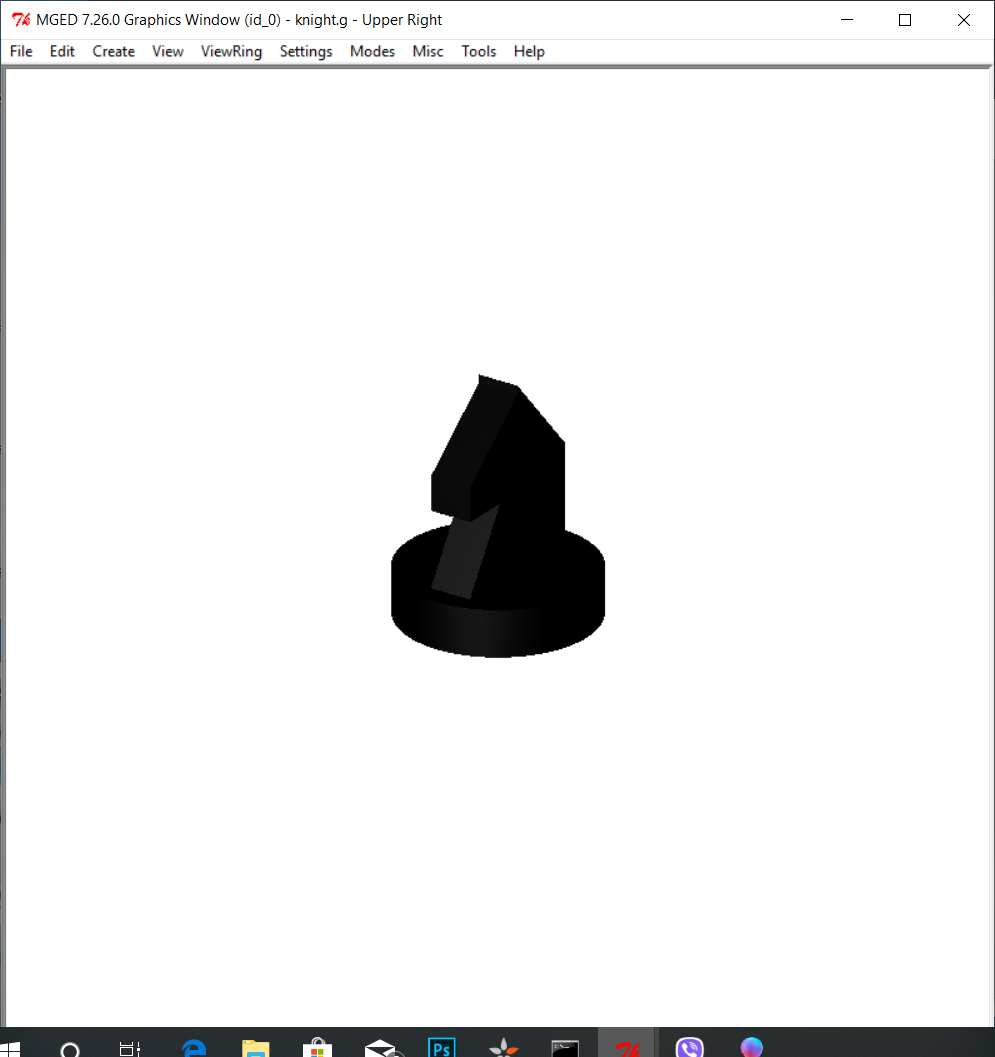 MGED 7.26.0 Graphics Window (id_0) - knight.g - Upper Right
File Edit Create View ViewRing Settings Modes Misc Tools Help
Ps